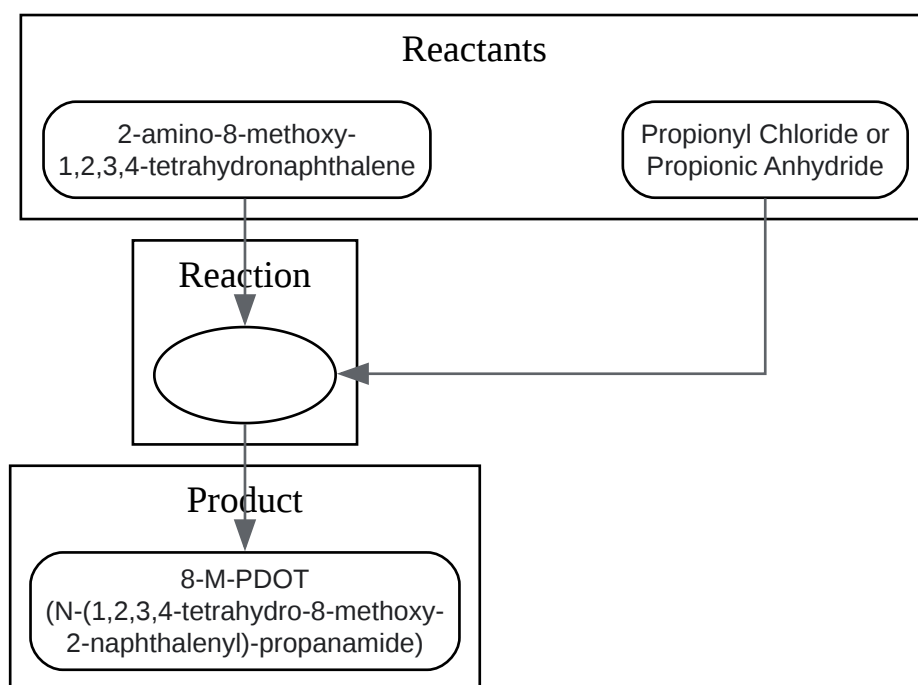 Reactants
2-amino-8-methoxy-
1,2,3,4-tetrahydronaphthalene
Propionyl Chloride or
Propionic Anhydride
Reaction
Product
8-M-PDOT
(N-(1,2,3,4-tetrahydro-8-methoxy-
2-naphthalenyl)-propanamide)